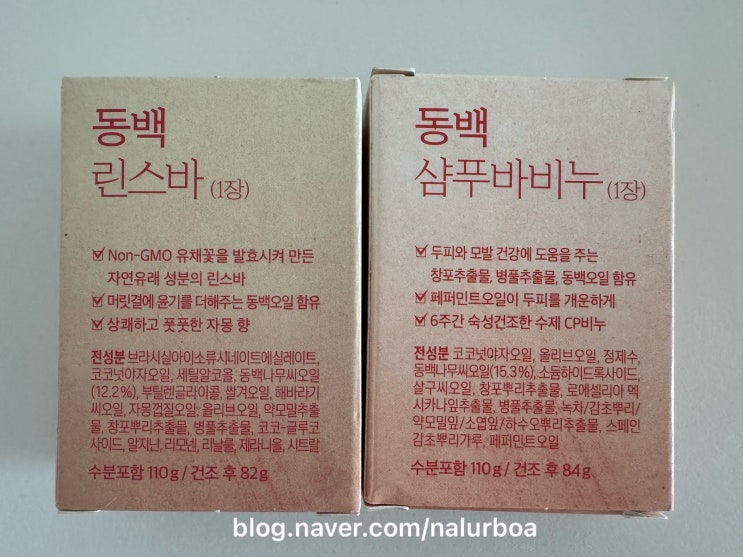 동백
린스바 (1장)
Non-GMO 유채꽃을 발효시켜 만든
자연유래 성분의 린스바
머릿결에 윤기를 더해주는 동백오일 함유
상쾌하고 풋풋한 자몽 향
전성분 브라시실아이소류시네이트에실레이트,
코코넛야자오일, 세틸알코올, 동백나무씨오일
(12.2%), 부틸렌글라이콜, 쌀겨오일, 해바라기
씨오일, 자몽껍질오일, 올리브오일, 약모밀추출
물, 창포뿌리추출물, 병풀추출물, 코코-글루코
사이드, 알지닌, 리모넨, 리날룰, 제라니올, 시트랄
수분포함 110g / 건조 후 82g
동백
샴푸바비누 (1장)
두피와 모발 건강에 도움을 주는
창포추출물, 병풀추출물, 동백오일 함유
페퍼민트오일이 두피를 개운하게
6주간 숙성건조한 수제 CP비누
전성분 코코넛야자오일, 올리브오일, 정제수,
동백나무씨오일(15.3%), 소듐하이드록사이드,
살구씨오일, 창포뿌리추출물, 로에셀리아 멕
시카나잎추출물, 병풀추출물, 녹차/감초뿌리/
약모밀잎/소엽잎/하수오뿌리추출물, 스페인
감초뿌리가루, 페퍼민트오일
수분포함 110g / 건조 후 84g
blog.naver.com/nalurboa